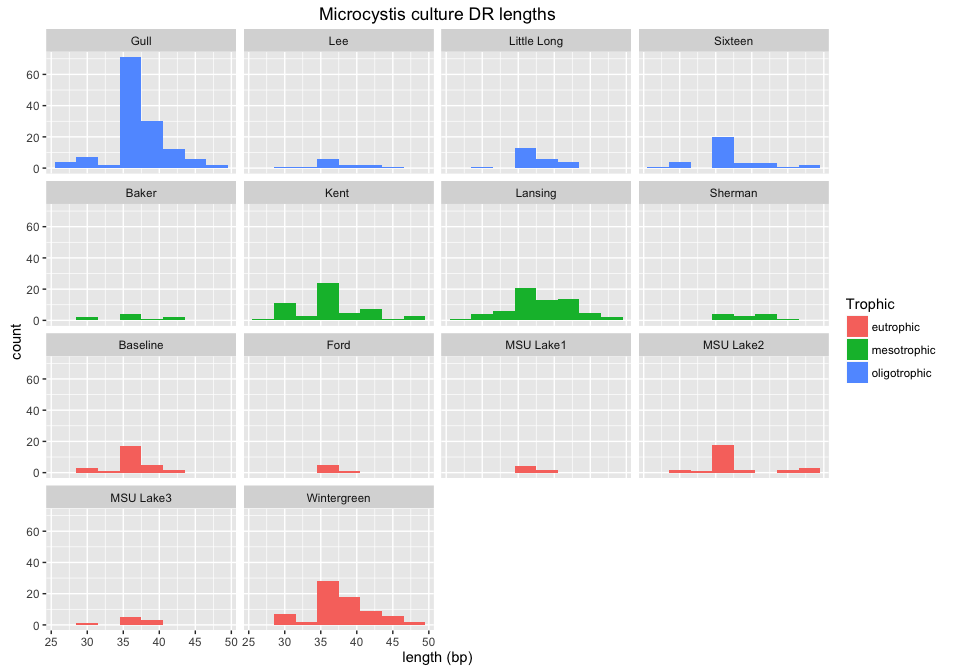 Microcystis culture DR lengths
Gull Lee Little Long Sixteen
60
40
20
0
Baker Kent Lansing Sherman
60
40
20
0
Baseline Ford MSU Lake1 MSU Lake2
60
40
20
0
MSU Lake3 Wintergreen
60
40
20
0
25 30 35 40 45 50 25 30 35 40 45 50
length (bp)
count
Trophic
eutrophic
mesotrophic
oligotrophic